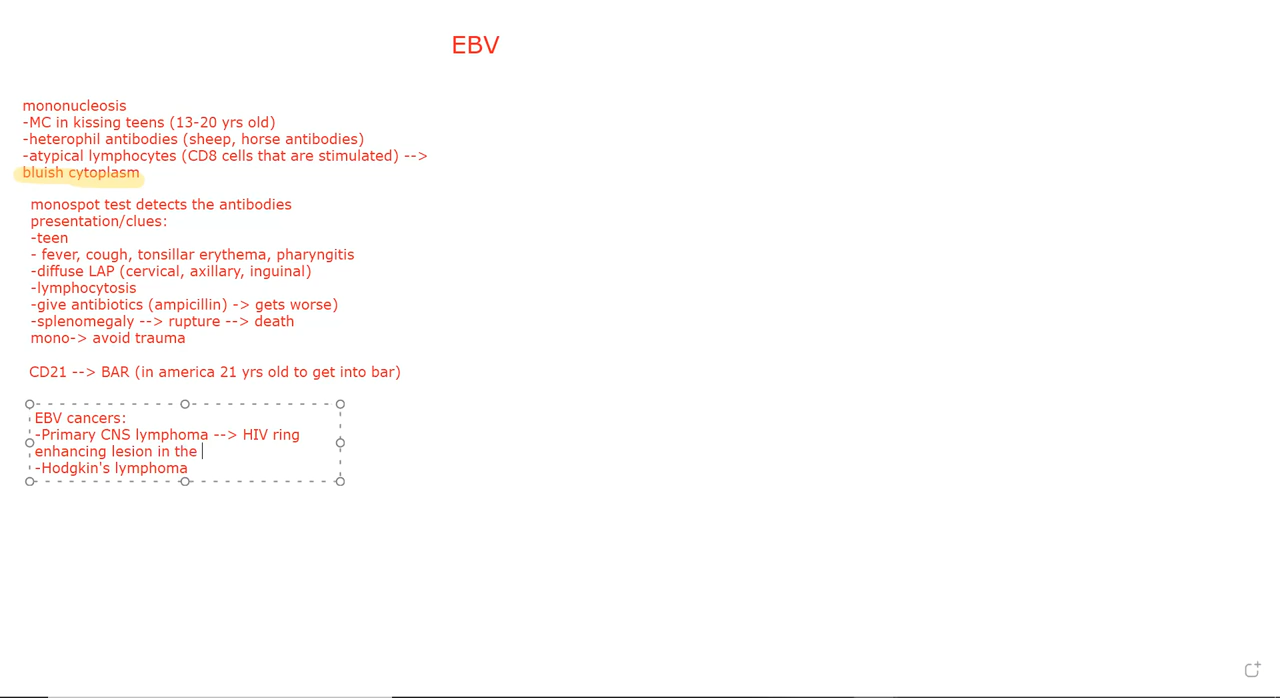 EBV
mononucleosis
-MC in kissing teens (13-20 yrs old)
-heterophil antibodies (sheep, horse antibodies)
-atypical lymphocytes (CD8 cells that are stimulated) -->
bluish cytoplasm
monospot test detects the antibodies
presentation/clues:
-teen
- fever, cough, tonsillar erythema, pharyngitis
-diffuse LAP (cervical, axillary, inguinal)
-lymphocytosis
-give antibiotics (ampicillin) -> gets worse)
-splenomegaly --> rupture --> death
mono-> avoid trauma
CD21 --> BAR (in america 21 yrs old to get into bar)
EBV cancers:
-Primary CNS lymphoma --> HIV ring
enhancing lesion in the
-Hodgkin's lymphoma